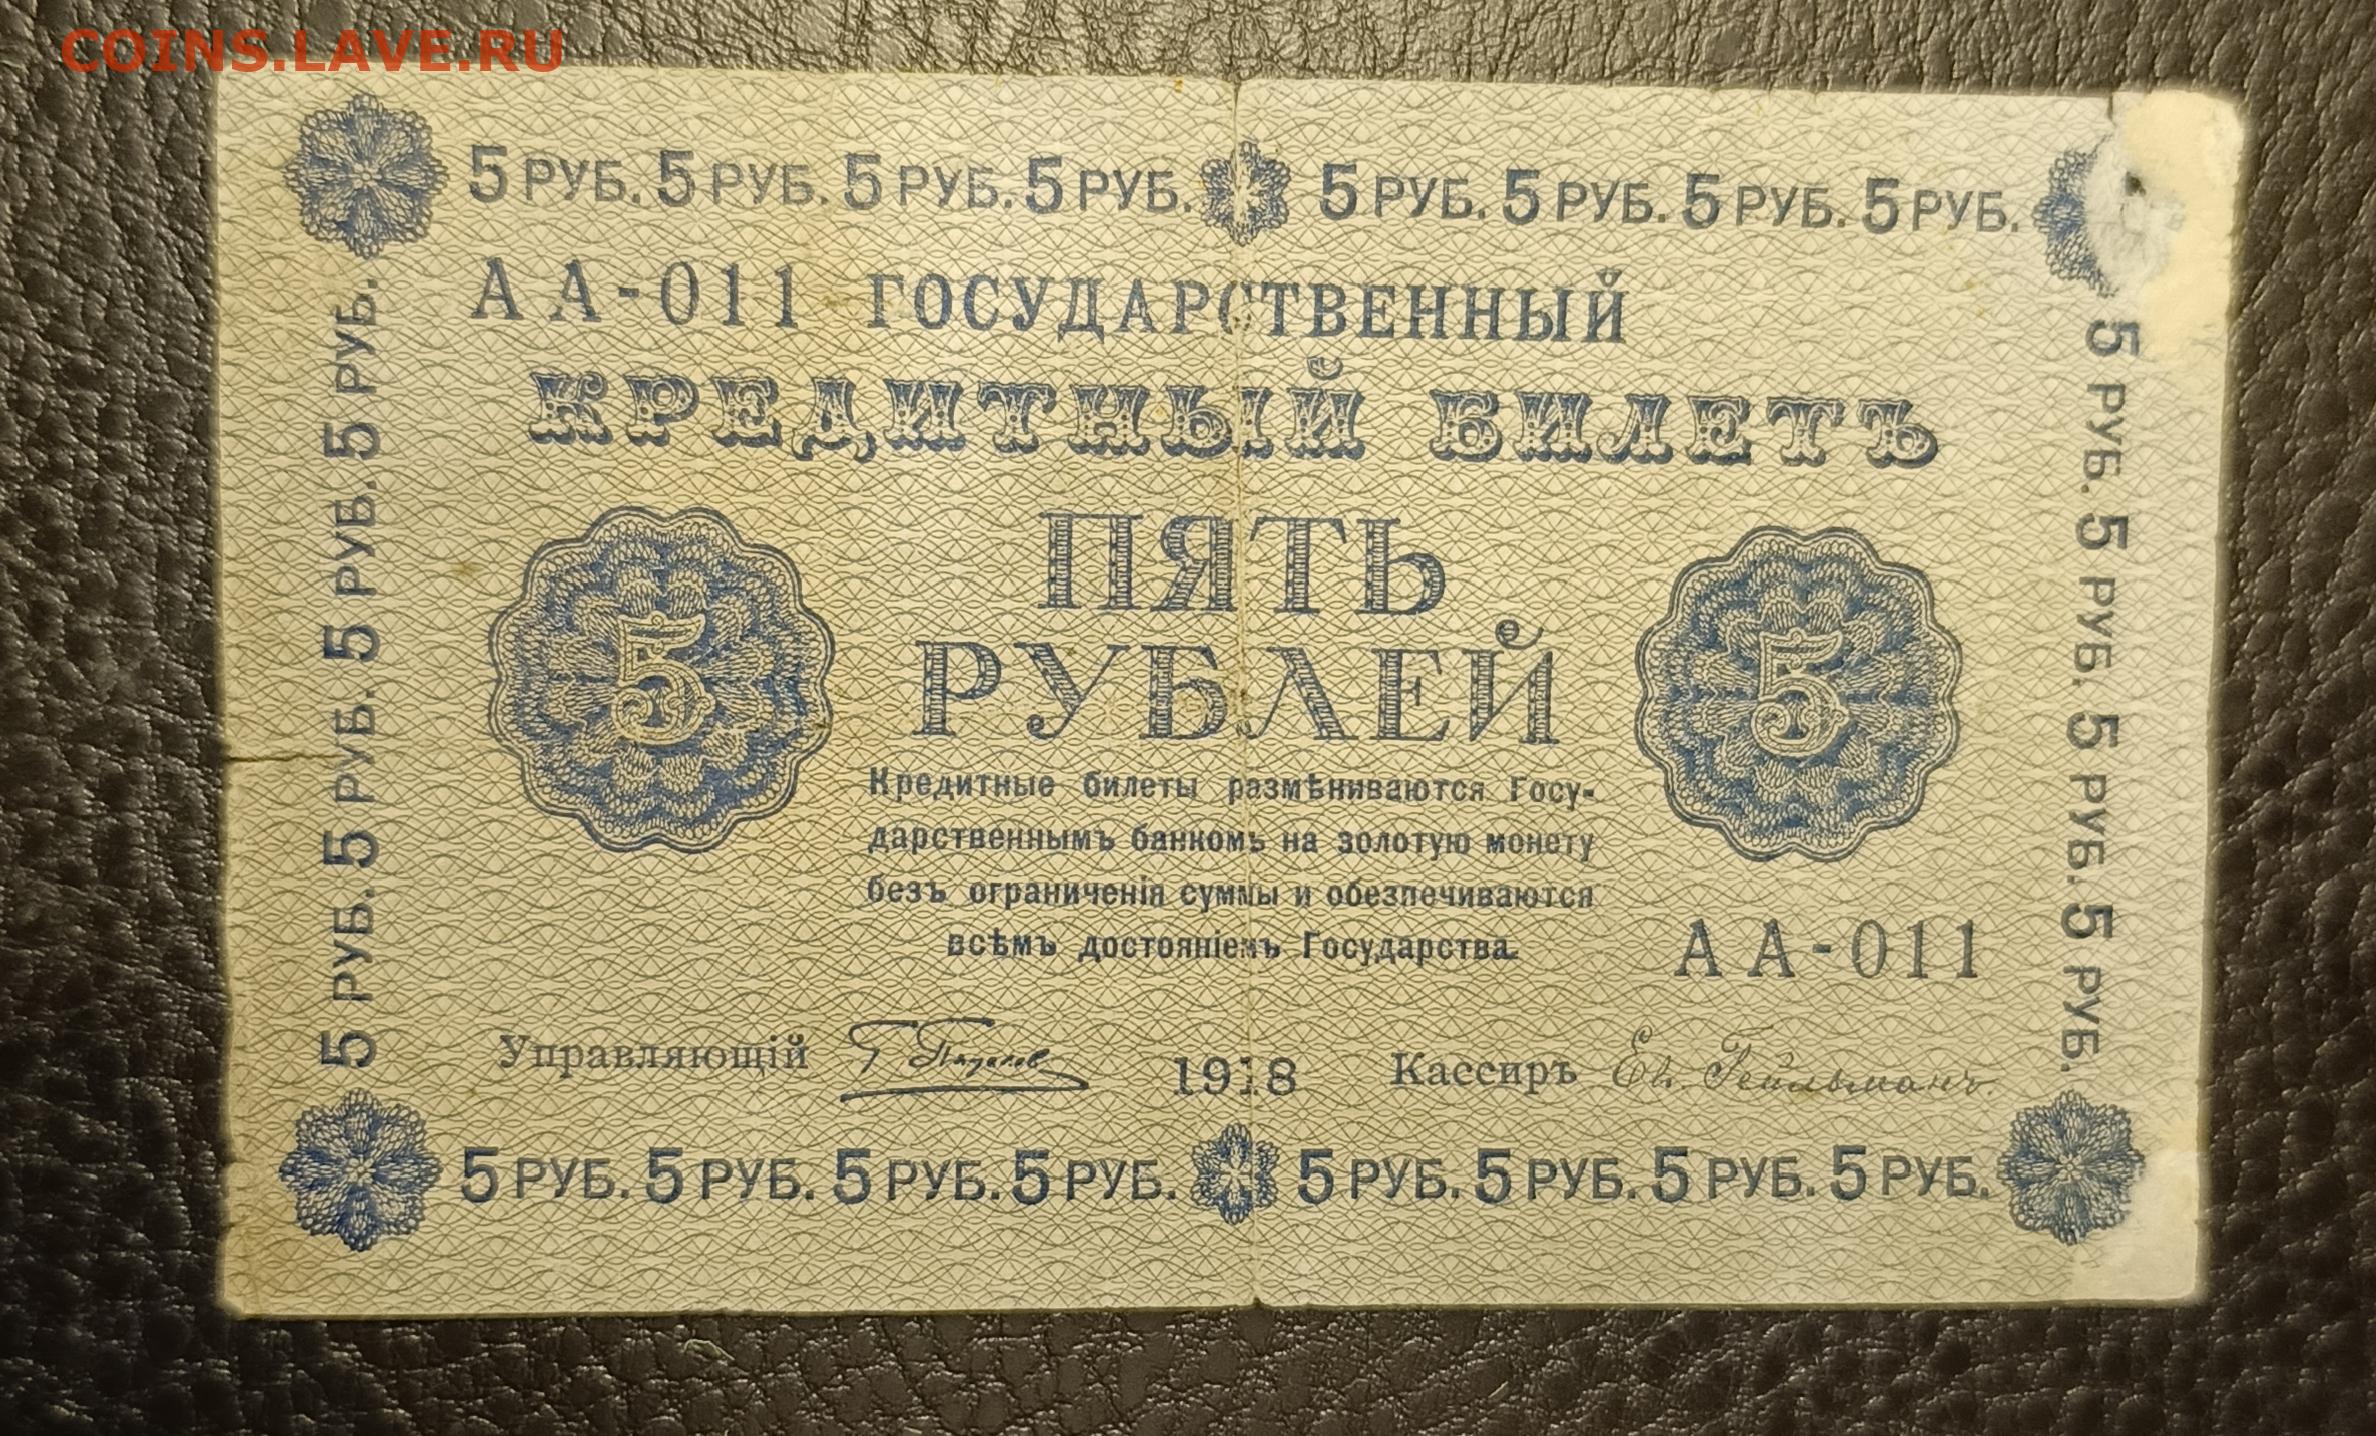 COINS.LAVE.RU
5 РУБ. 5 РУБ. 5 РУБ. 5 РУБ. 5 РУБ. 5 РУБ. 5 РУБ. 5 РУБ.
АА-011 ГОСУДАРСТВЕННЫЙ
КРЕДИТНЫЙ БИЛЕТЪ
ПЯТЬ
РУБЛЕЙ
5
5
Кредитные билеты размѣниваются Госу-
дарственнымъ банкомъ на золотую монету
безъ ограниченія суммы и обезпечиваются
всѣмъ достояніемъ Государства.
АА-011
Управляющій Г Пятаков 1918 Кассиръ Ев. Гейльманъ
5 РУБ. 5 РУБ. 5 РУБ. 5 РУБ. 5 РУБ. 5 РУБ. 5 РУБ. 5 РУБ.
5 РУБ. 5 РУБ. 5 РУБ. 5 РУБ.
5 РУБ. 5 РУБ. 5 РУБ. 5 РУБ.